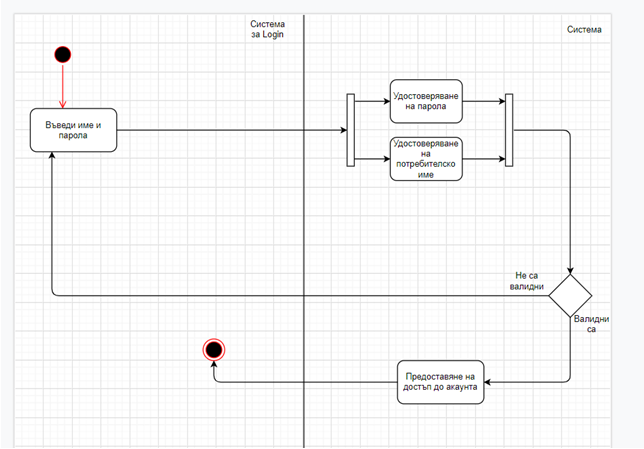 Система
за Login
Система
Въведи име и
парола
Удостоверяване
на парола
Удостоверяване
на
потребителско
име
Не са
валидни
Валидни
са
Предоставяне на
достъп до акаунта